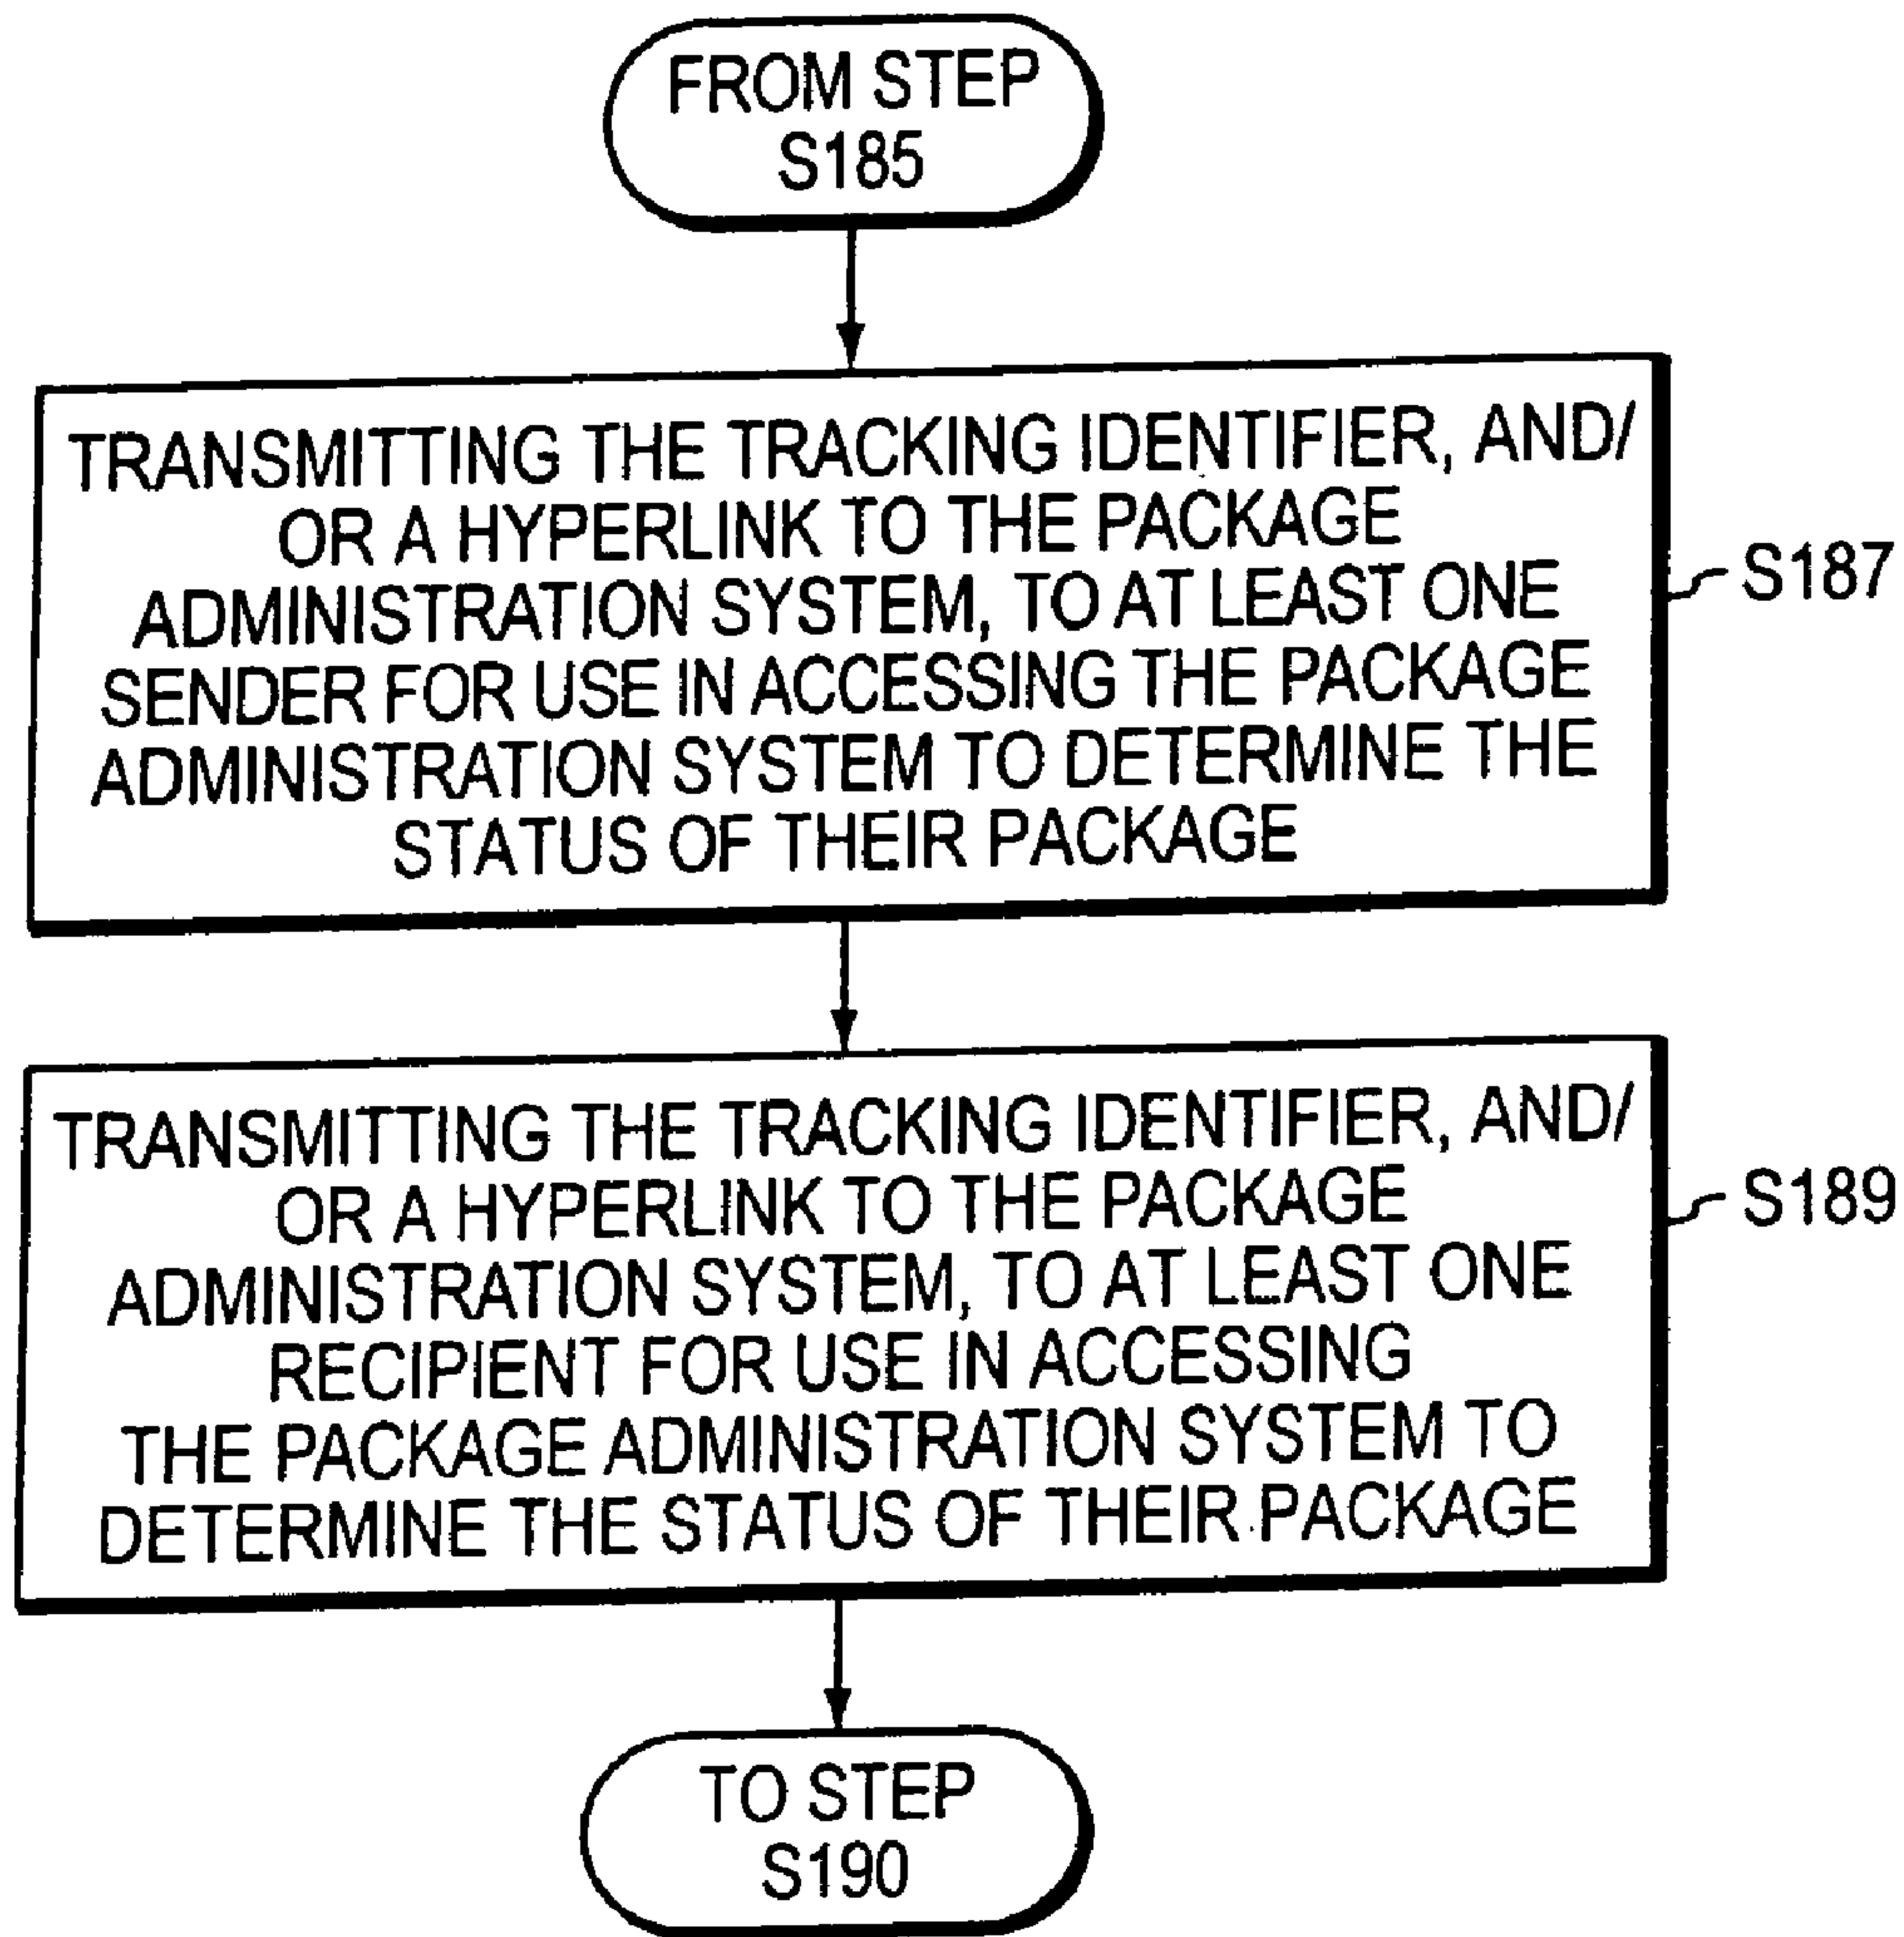 FROM STEP
S185
TRANSMITTING THE TRACKING IDENTIFIER, AND/
OR A HYPERLINK TO THE PACKAGE
ADMINISTRATION SYSTEM, TO AT LEAST ONE
SENDER FOR USE IN ACCESSING THE PACKAGE
ADMINISTRATION SYSTEM TO DETERMINE THE
STATUS OF THEIR PACKAGE
S187
TRANSMITTING THE TRACKING IDENTIFIER, AND/
OR A HYPERLINK TO THE PACKAGE
ADMINISTRATION SYSTEM, TO AT LEAST ONE
RECIPIENT FOR USE IN ACCESSING
THE PACKAGE ADMINISTRATION SYSTEM TO
DETERMINE THE STATUS OF THEIR PACKAGE
S189
TO STEP
S190